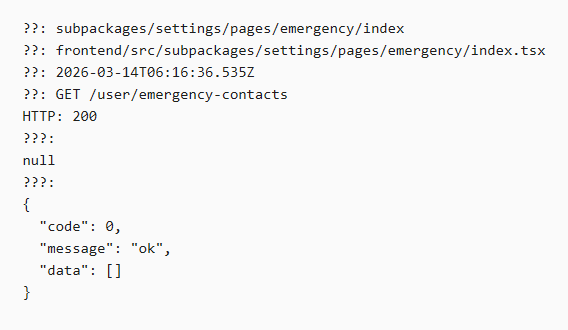 ??: subpackages/settings/pages/emergency/index
??: frontend/src/subpackages/settings/pages/emergency/index.tsx
??: 2026-03-14T06:16:36.535Z
??: GET /user/emergency-contacts
HTTP: 200
???:
null
???:
{
  "code": 0,
  "message": "ok",
  "data": []
}